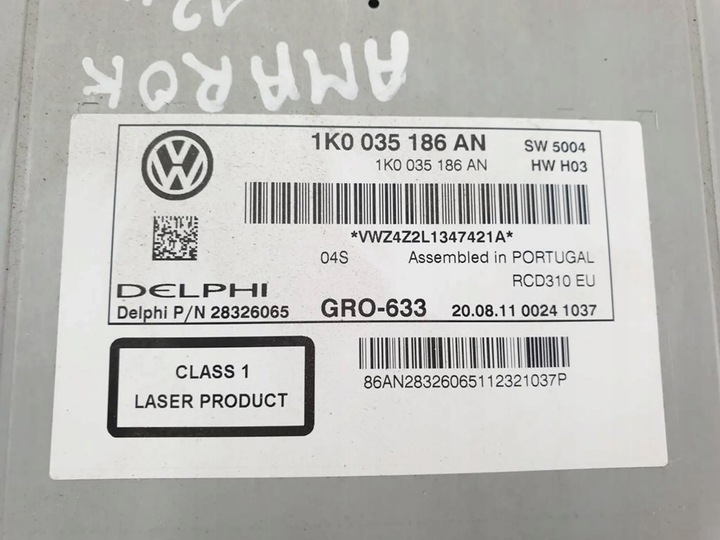 AMAROK
1K0 035 186 AN SW 5004
1K0 035 186 AN HW H03
*VWZ4Z2L1347421A*
04S Assembled in PORTUGAL
RCD310 EU
DELPHI
Delphi P/N 28326065 GRO-633 20.08.11 0024 1037
CLASS 1
LASER PRODUCT
86AN28326065112321037P